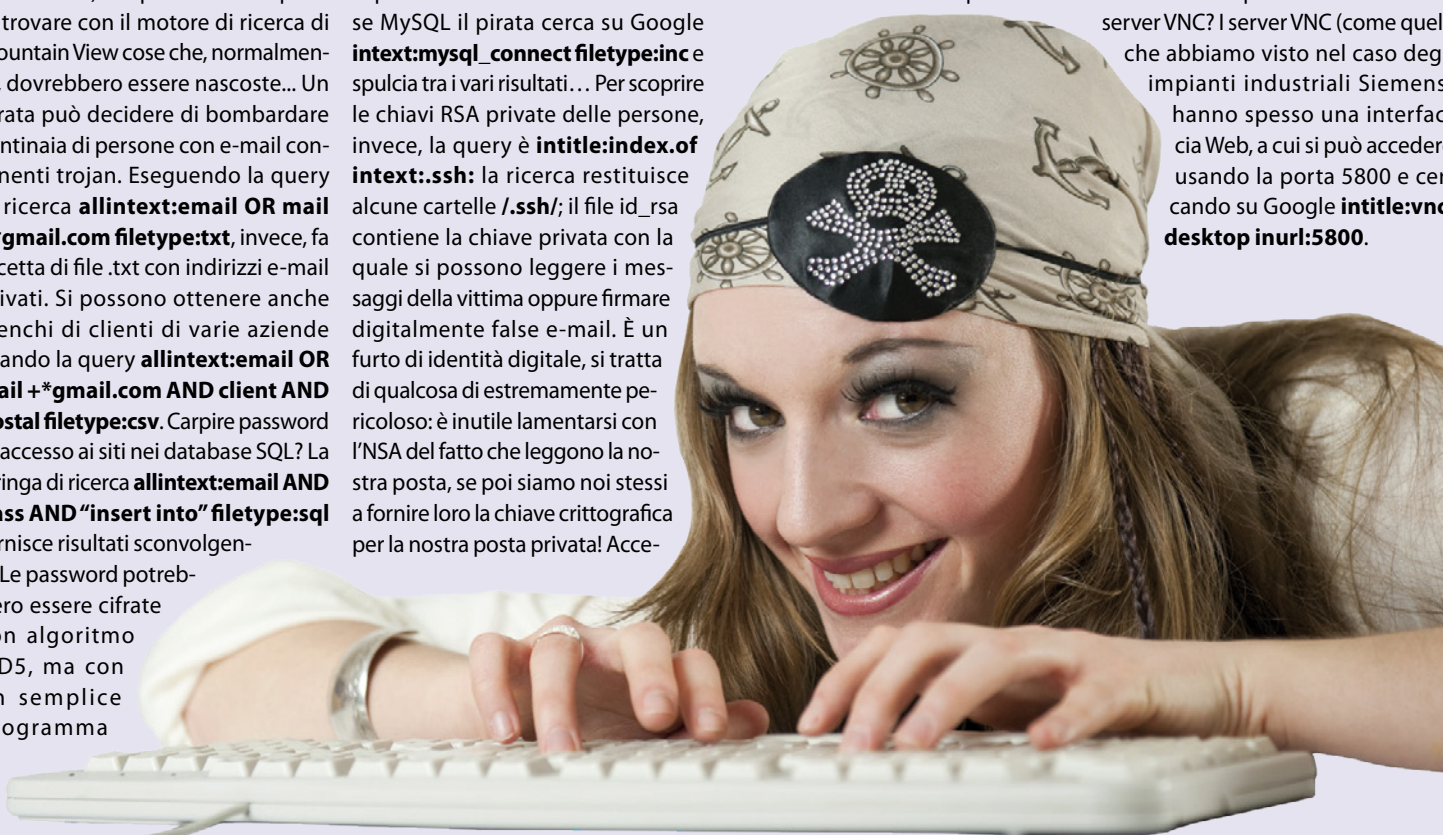 trovare con il motore di ricerca di
ountain View cose che, normalmen-
, dovrebbero essere nascoste... Un
rata può decidere di bombardare
ntinaia di persone con e-mail con-
nenti trojan. Eseguendo la query
ricerca allintext:email OR mail
*gmail.com filetype:txt, invece, fa
cetta di file .txt con indirizzi e-mail
ivati. Si possono ottenere anche
enchi di clienti di varie aziende
ando la query allintext:email OR
ail +*gmail.com AND client AND
ostal filetype:csv. Carpire password
accesso ai siti nei database SQL? La
inga di ricerca allintext:email AND
ass AND “insert into” filetype:sql
rnisce risultati sconvolgen-
Le password potreb-
ero essere cifrate
on algoritmo
D5, ma con
n semplice
ogramma
se MySQL il pirata cerca su Google
intext:mysql_connect filetype:inc e
spulcia tra i vari risultati… Per scoprire
le chiavi RSA private delle persone,
invece, la query è intitle:index.of
intext:.ssh: la ricerca restituisce
alcune cartelle /.ssh/; il file id_rsa
contiene la chiave privata con la
quale si possono leggere i mes-
saggi della vittima oppure firmare
digitalmente false e-mail. È un
furto di identità digitale, si tratta
di qualcosa di estremamente pe-
ricoloso: è inutile lamentarsi con
l’NSA del fatto che leggono la no-
stra posta, se poi siamo noi stessi
a fornire loro la chiave crittografica
per la nostra posta privata! Acce-
server VNC? I server VNC (come quel
che abbiamo visto nel caso deg
impianti industriali Siemens
hanno spesso una interfac
cia Web, a cui si può acceder
usando la porta 5800 e cer
cando su Google intitle:vnc
desktop inurl:5800.